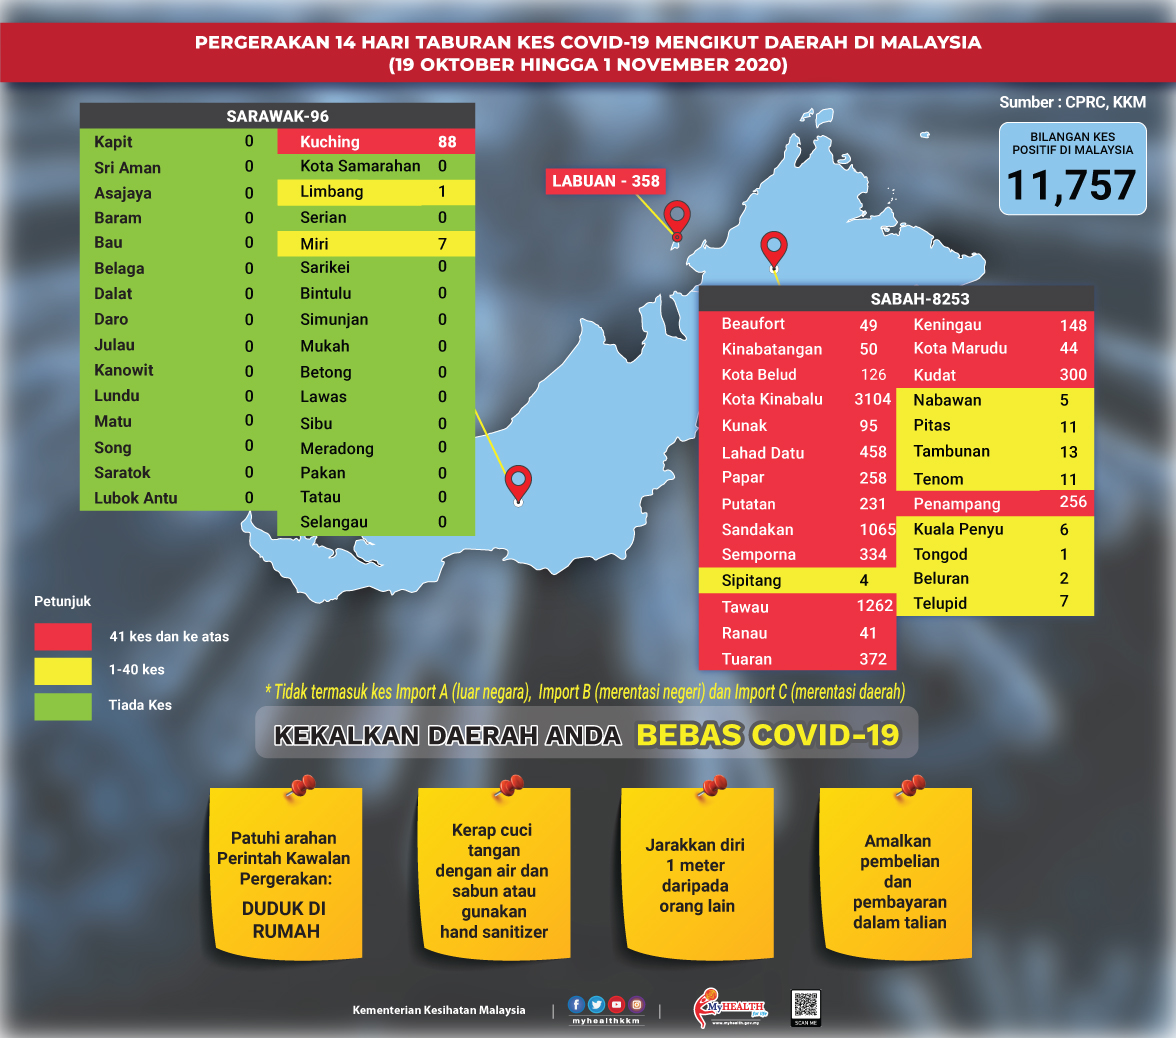 PERGERAKAN 14 HARI TABURAN KES COVID-19 MENGIKUT DAERAH DI MALAYSIA
(19 OKTOBER HINGGA 1 NOVEMBER 2020)
Sumber : CPRC, KKM
BILANGAN KES
POSITIF DI MALAYSIA
11,757
SARAWAK-96
Kapit 0 Kuching 88
Sri Aman 0 Kota Samarahan 0
Asajaya 0 Limbang 1
Baram 0 Serian 0
Bau 0 Miri 7
Belaga 0 Sarikei 0
Dalat 0 Bintulu 0
Daro 0 Simunjan 0
Julau 0 Mukah 0
Kanowit 0 Betong 0
Lundu 0 Lawas 0
Matu 0 Sibu 0
Song 0 Meradong 0
Saratok 0 Pakan 0
Lubok Antu 0 Tatau 0
Selangau 0
LABUAN - 358
SABAH-8253
Beaufort 49 Keningau 148
Kinabatangan 50 Kota Marudu 44
Kota Belud 126 Kudat 300
Kota Kinabalu 3104 Nabawan 5
Kunak 95 Pitas 11
Lahad Datu 458 Tambunan 13
Papar 258 Tenom 11
Putatan 231 Penampang 256
Sandakan 1065 Kuala Penyu 6
Semporna 334 Tongod 1
Sipitang 4 Beluran 2
Tawau 1262 Telupid 7
Ranau 41
Tuaran 372
Petunjuk
41 kes dan ke atas
1-40 kes
Tiada Kes
* Tidak termasuk kes Import A (luar negara), Import B (merentasi negeri) dan Import C (merentasi daerah)
KEKALKAN DAERAH ANDA BEBAS COVID-19
Patuhi arahan
Perintah Kawalan
Pergerakan:
DUDUK DI
RUMAH
Kerap cuci
tangan
dengan air dan
sabun atau
gunakan
hand sanitizer
Jarakkan diri
1 meter
daripada
orang lain
Amalkan
pembelian
dan
pembayaran
dalam talian
Kementerian Kesihatan Malaysia
myhealthkkm
MyHEALTH
for life
www.myhealth.gov.my
SCAN ME